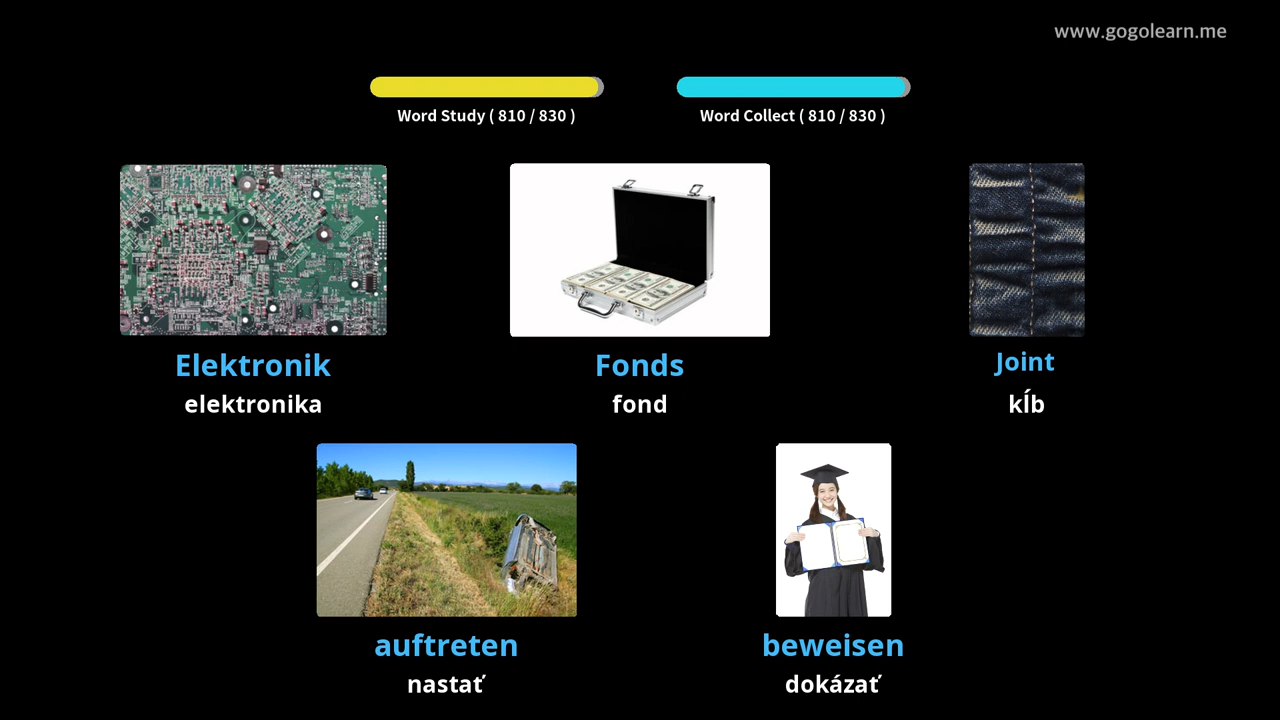 www.gogolearn.me
Word Study ( 810 / 830 )
Word Collect ( 810 / 830 )
Elektronik
elektronika
Fonds
fond
Joint
kĺb
auftreten
nastať
beweisen
dokázať